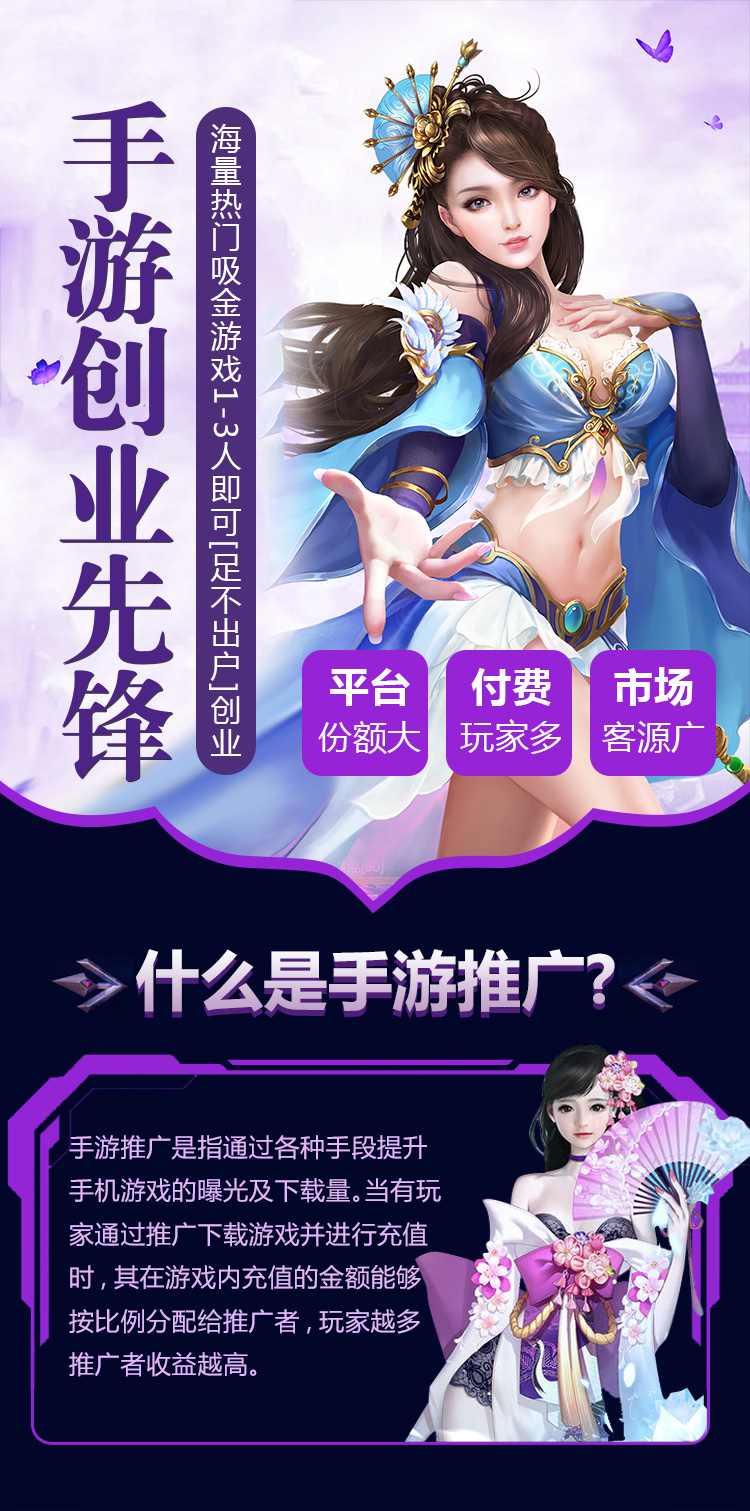 手游创业先锋
海量热门吸金游戏1-3人即可[足不出户]创业
平台
份额大
付费
玩家多
市场
客源广
什么是手游推广?
手游推广是指通过各种手段提升
手机游戏的曝光及下载量。当有玩
家通过推广下载游戏并进行充值
时,其在游戏内充值的金额能够
按比例分配给推广者,玩家越多
推广者收益越高。